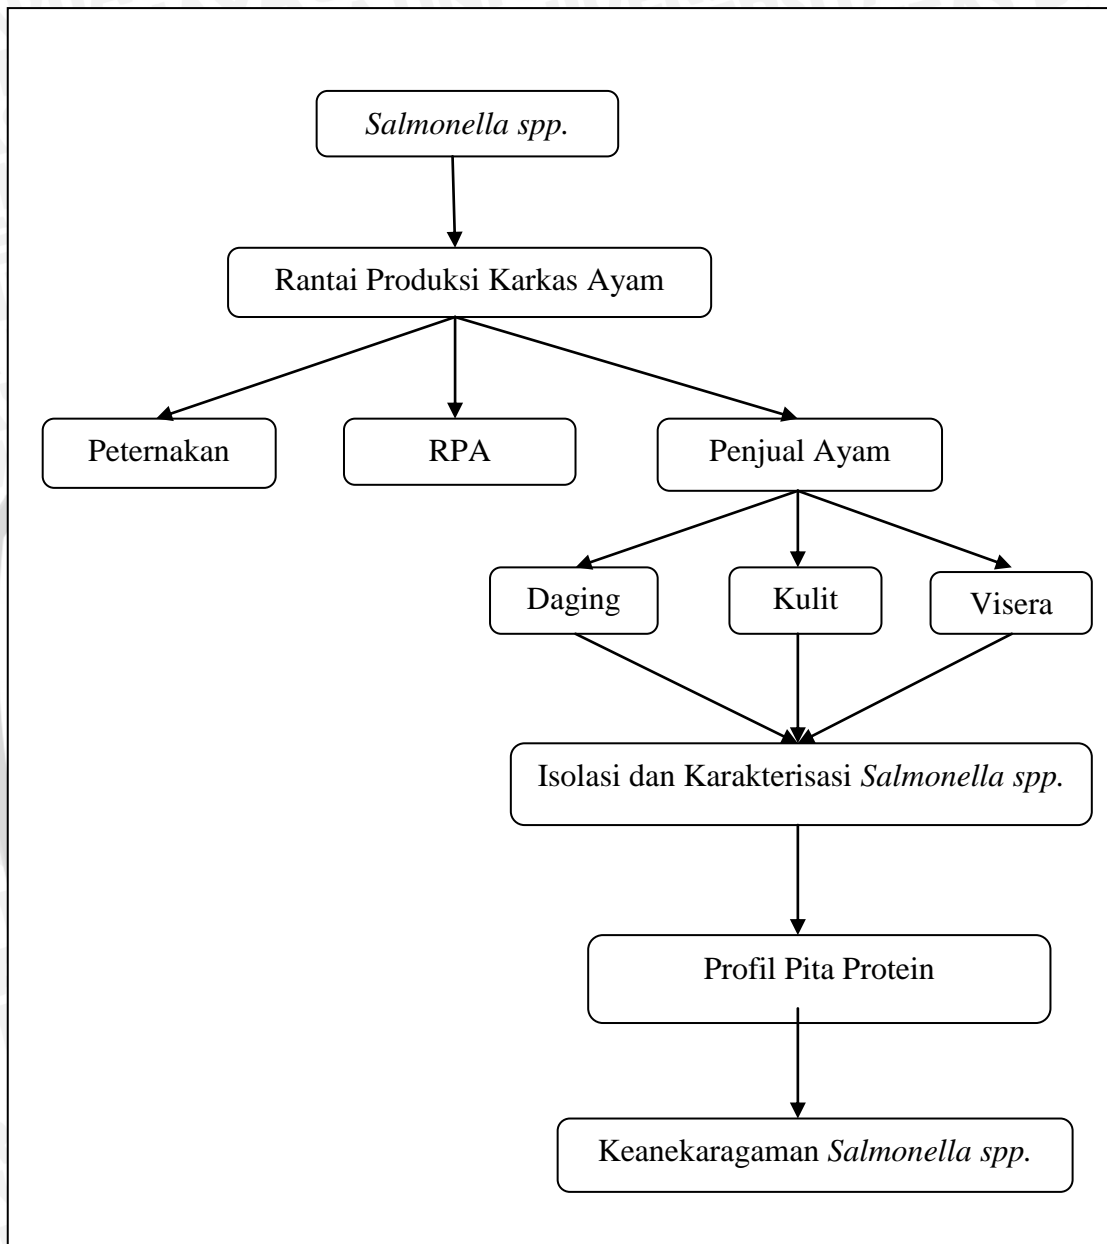 Salmonella spp.
Rantai Produksi Karkas Ayam
Peternakan
RPA
Penjual Ayam
Daging
Kulit
Visera
Isolasi dan Karakterisasi Salmonella spp.
Profil Pita Protein
Keanekaragaman Salmonella spp.